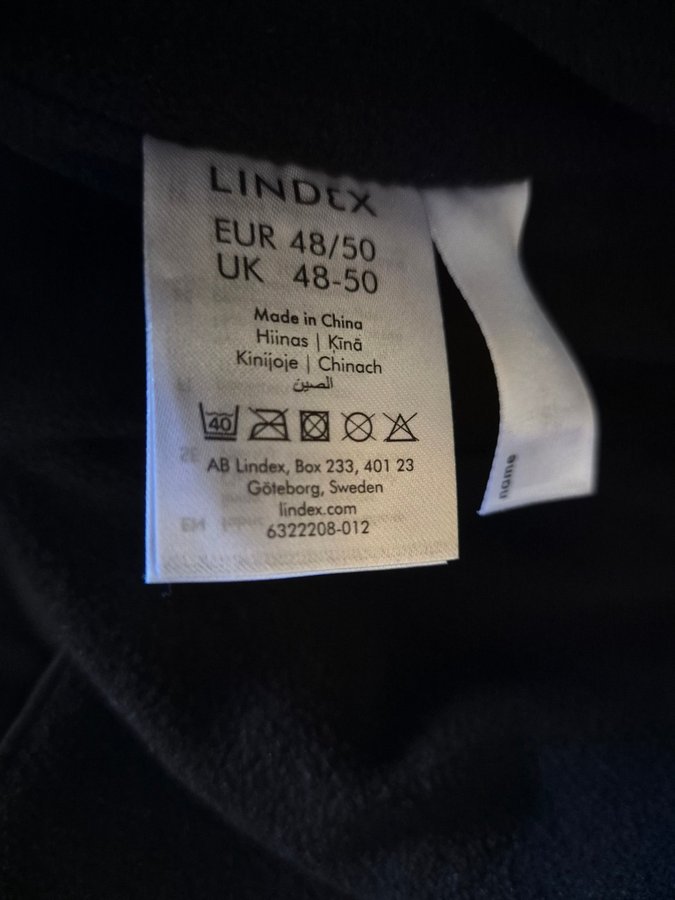 LINDEX
EUR 48/50
UK 48-50
Made in China
Hiinas | Ķīnā
Kinijoje | Chinach
الصين
40
AB Lindex, Box 233, 401 23
Göteborg, Sweden
lindex.com
6322208-012
name